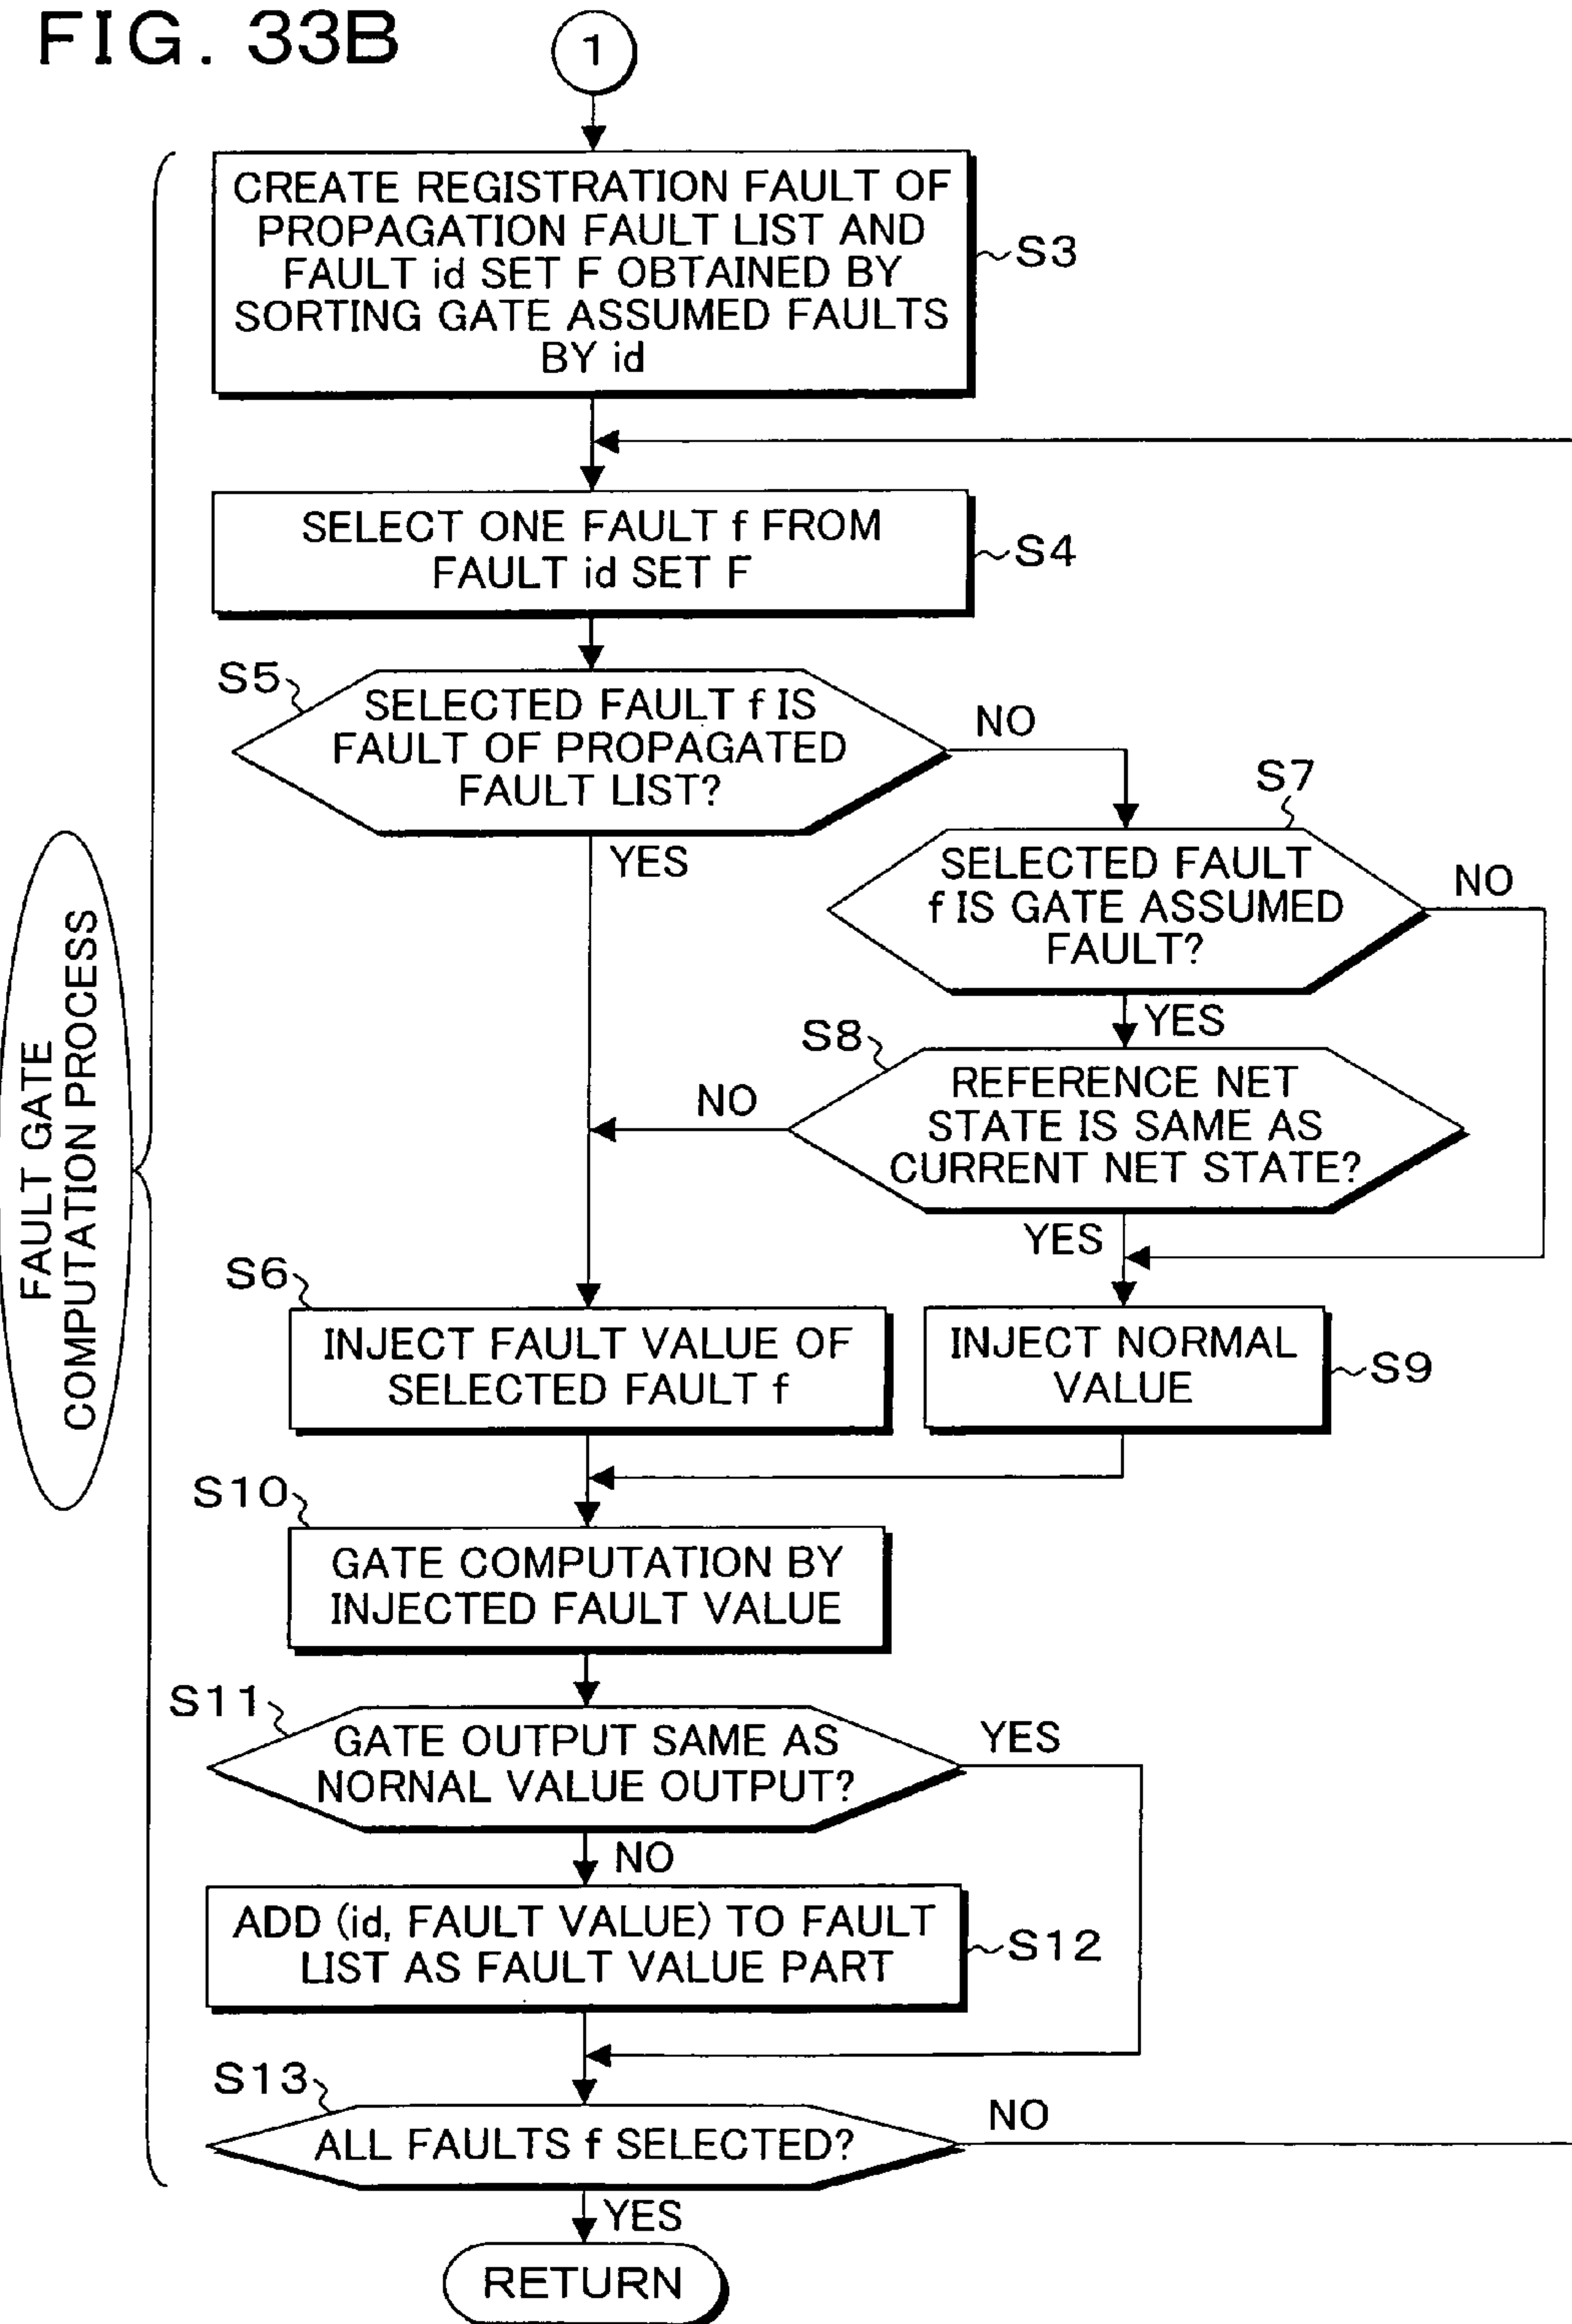 FIG. 33B
1
CREATE REGISTRATION FAULT OF
PROPAGATION FAULT LIST AND
FAULT id SET F OBTAINED BY
SORTING GATE ASSUMED FAULTS
BY id
S3
SELECT ONE FAULT f FROM
FAULT id SET F
S4
S5
SELECTED FAULT f IS
FAULT OF PROPAGATED
FAULT LIST?
NO
YES
S7
SELECTED FAULT
f IS GATE ASSUMED
FAULT?
NO
YES
S8
REFERENCE NET
STATE IS SAME AS
CURRENT NET STATE?
NO
YES
FAULT GATE
COMPUTATION PROCESS
S6
INJECT FAULT VALUE OF
SELECTED FAULT f
INJECT NORMAL
VALUE
S9
S10
GATE COMPUTATION BY
INJECTED FAULT VALUE
S11
GATE OUTPUT SAME AS
NORNAL VALUE OUTPUT?
YES
NO
ADD (id, FAULT VALUE) TO FAULT
LIST AS FAULT VALUE PART
S12
S13
ALL FAULTS f SELECTED?
NO
YES
RETURN